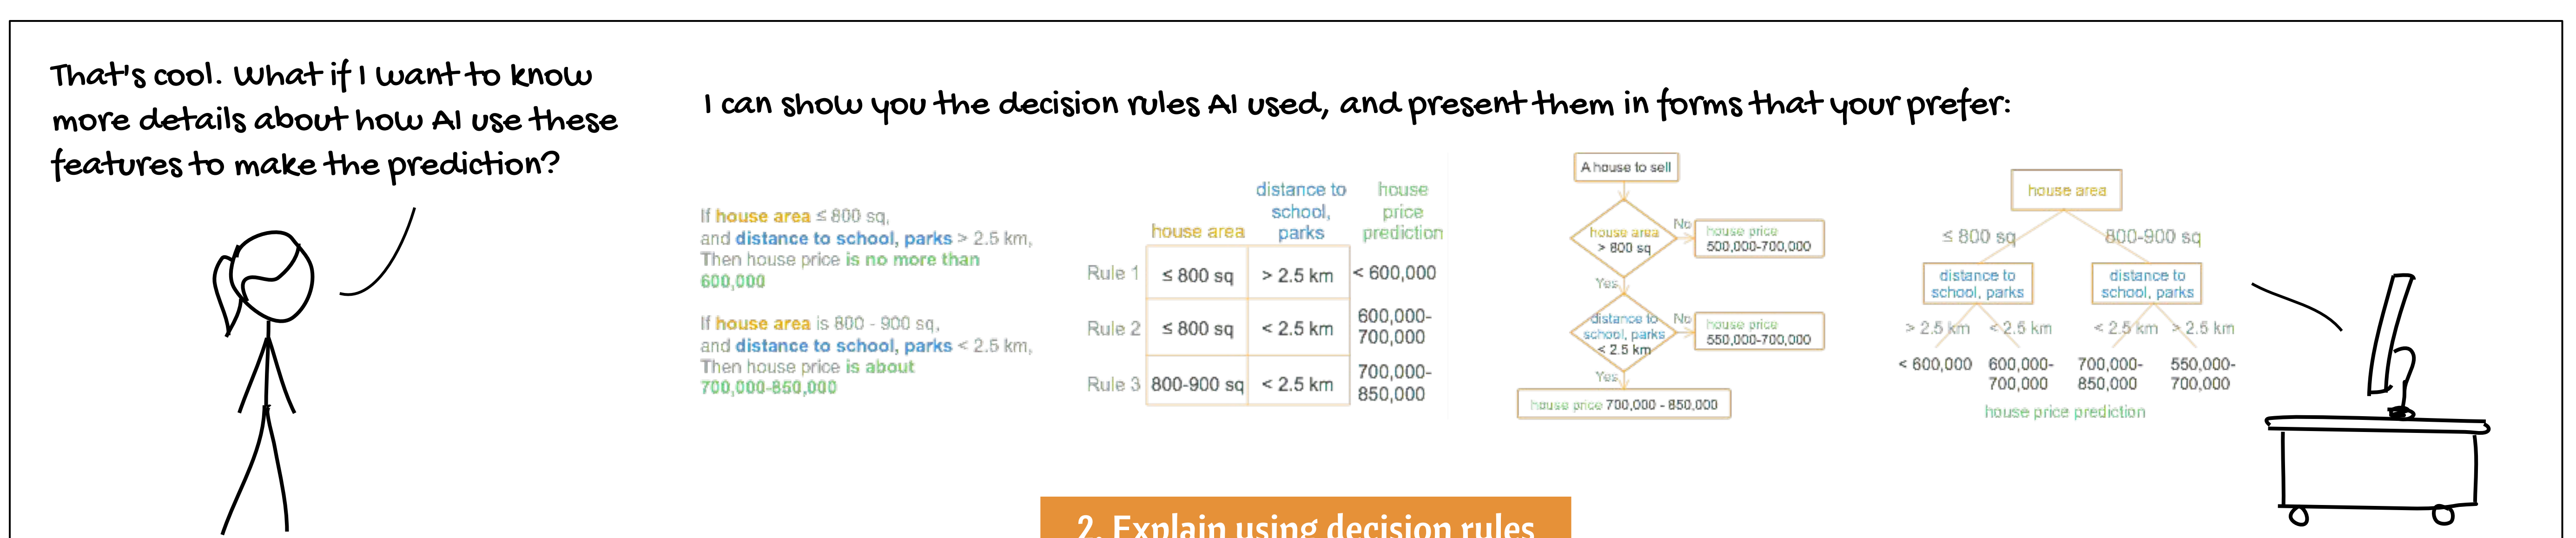 That's cool. What if I want to know
more details about how AI use these
features to make the prediction?
I can show you the decision rules AI used, and present them in forms that your prefer:
If house area ≤ 800 sq,
and distance to school, parks > 2.5 km,
Then house price is no more than
600,000
If house area is 800 - 900 sq,
and distance to school, parks < 2.5 km,
Then house price is about
700,000-850,000
house area
distance to
school,
parks
house
price
prediction
Rule 1 ≤ 800 sq > 2.5 km < 600,000
Rule 2 ≤ 800 sq < 2.5 km 600,000-
700,000
Rule 3 800-900 sq < 2.5 km 700,000-
850,000
A house to sell
house area
> 800 sq
No
house price
500,000-700,000
Yes
distance to
school, parks
< 2.5 km
No
house price
550,000-700,000
Yes
house price 700,000 - 850,000
house area
≤ 800 sq
800-900 sq
distance to
school, parks
distance to
school, parks
> 2.5 km
< 2.5 km
< 2.5 km
> 2.5 km
< 600,000
600,000-
700,000
700,000-
850,000
550,000-
700,000
house price prediction
2. Explain using decision rules